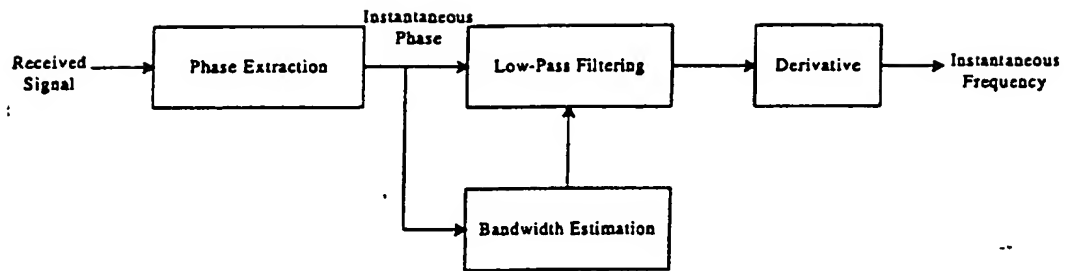 Instantaneous
Phase
Received
Signal
Phase Extraction
Low-Pass Filtering
Derivative
Instantaneous
Frequency
Bandwidth Estimation